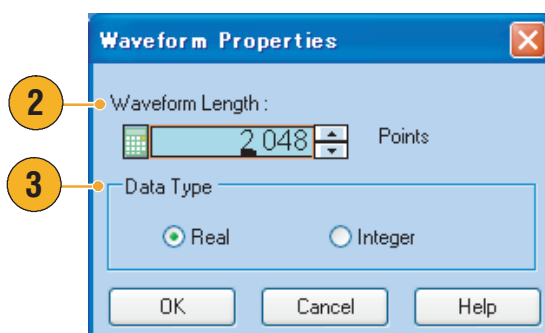 Waveform Properties
2
Waveform Length :
2 048
Points
3
Data Type
Real
Integer
OK
Cancel
Help